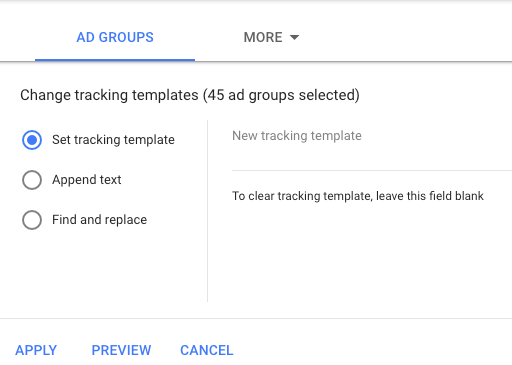 AD GROUPS
MORE
Change tracking templates (45 ad groups selected)
Set tracking template
Append text
Find and replace
New tracking template
To clear tracking template, leave this field blank
APPLY
PREVIEW
CANCEL